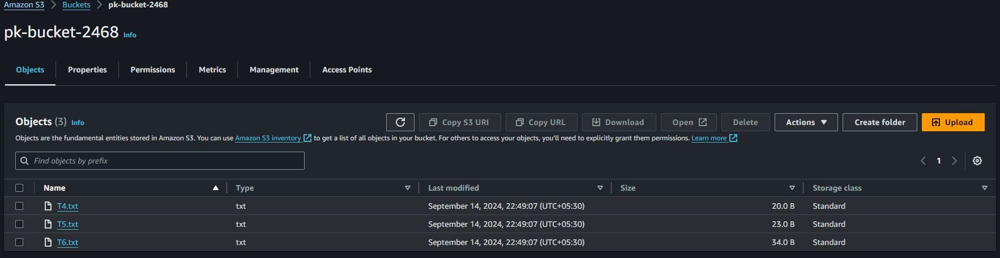 Amazon S3 > Buckets > pk-bucket-2468
pk-bucket-2468 Info
Objects Properties Permissions Metrics Management Access Points
Objects (3) Info Copy S3 URI Copy URL Download Open Delete Actions Create folder Upload
Objects are the fundamental entities stored in Amazon S3. You can use Amazon S3 inventory to get a list of all objects in your bucket. For others to access your objects, you'll need to explicitly grant them permissions. Learn more
Find objects by prefix 1
Name Type Last modified Size Storage class
T4.txt txt September 14, 2024, 22:49:07 (UTC+05:30) 20.0 B Standard
T5.txt txt September 14, 2024, 22:49:07 (UTC+05:30) 23.0 B Standard
T6.txt txt September 14, 2024, 22:49:07 (UTC+05:30) 34.0 B Standard